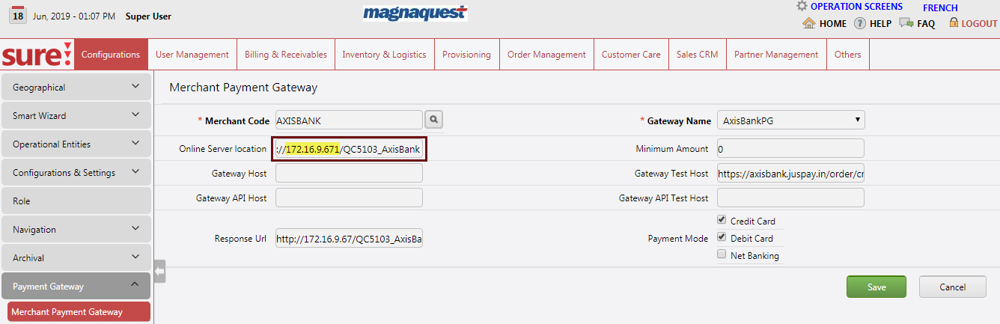 OPERATION SCREENS FRENCH
18 Jun, 2019 - 01:07 PM Super User magnaquest HOME HELP FAQ LOGOUT
sure! Configurations User Management Billing & Receivables Inventory & Logistics Provisioning Order Management Customer Care Sales CRM Partner Management Others
Geographical
Smart Wizard
Operational Entities
Configurations & Settings
Role
Navigation
Archival
Payment Gateway
Merchant Payment Gateway
Merchant Payment Gateway
* Merchant Code AXISBANK * Gateway Name AxisBankPG
Online Server location ://172.16.9.671/QC5103_AxisBank Minimum Amount 0
Gateway Host Gateway Test Host https://axisbank.juspay.in/order/cr
Gateway API Host Gateway API Test Host
Response Url http://172.16.9.67/QC5103_AxisBa Payment Mode
Credit Card
Debit Card
Net Banking
Save Cancel